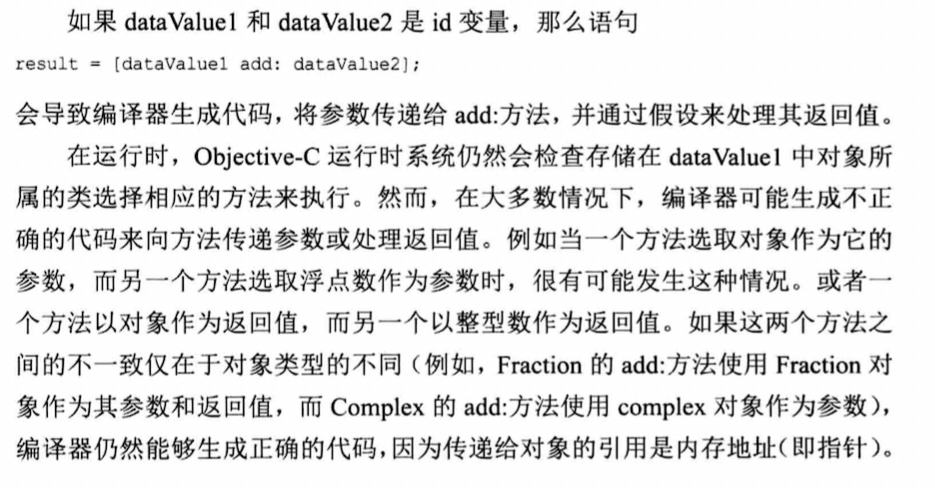 如果 dataValue1 和 dataValue2 是 id 变量，那么语句
result = [dataValue1 add: dataValue2];
会导致编译器生成代码，将参数传递给 add:方法，并通过假设来处理其返回值。
在运行时，Objective-C 运行时系统仍然会检查存储在 dataValue1 中对象所
属的类选择相应的方法来执行。然而，在大多数情况下，编译器可能生成不正
确的代码来向方法传递参数或处理返回值。例如当一个方法选取对象作为它的
参数，而另一个方法选取浮点数作为参数时，很有可能发生这种情况。或者一
个方法以对象作为返回值，而另一个以整型数作为返回值。如果这两个方法之
间的不一致仅在于对象类型的不同（例如，Fraction 的 add:方法使用 Fraction 对
象作为其参数和返回值，而 Complex 的 add:方法使用 complex 对象作为参数），
编译器仍然能够生成正确的代码，因为传递给对象的引用是内存地址（即指针）。